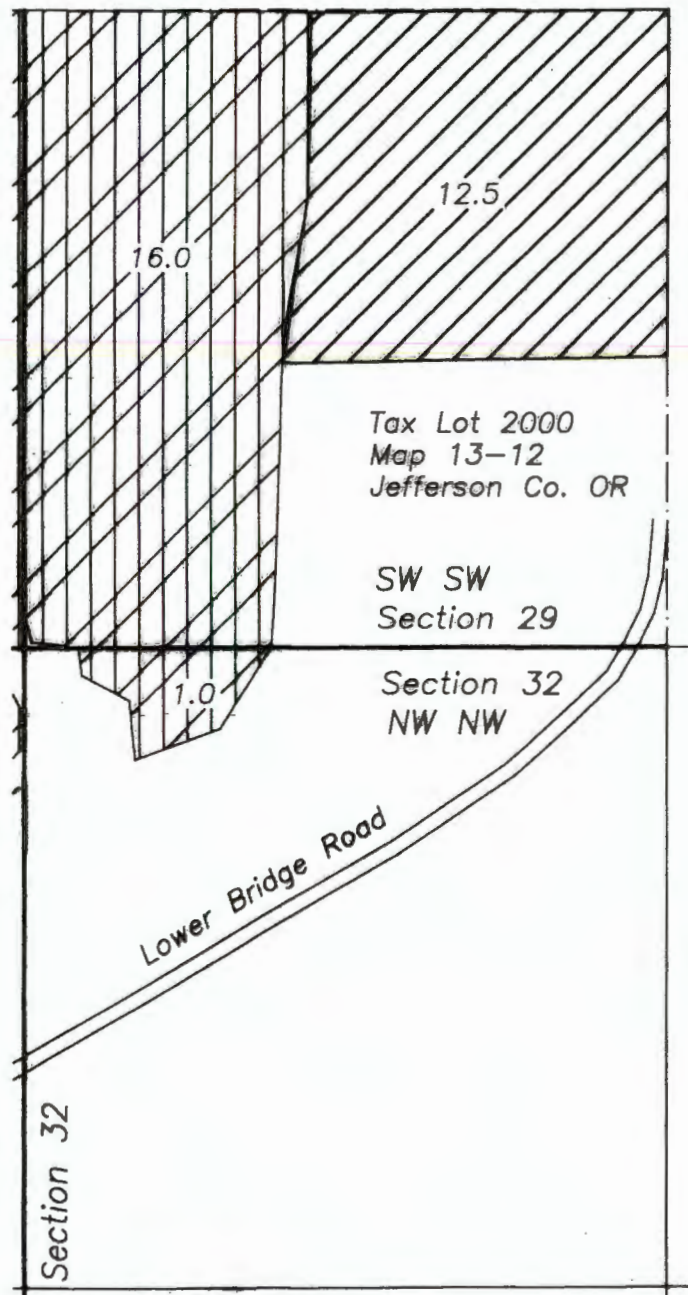 12.5
16.0
Tax Lot 2000
Map 13-12
Jefferson Co. OR
SW SW
Section 29
Section 32
NW NW
1.0
Lower Bridge Road
Section 32